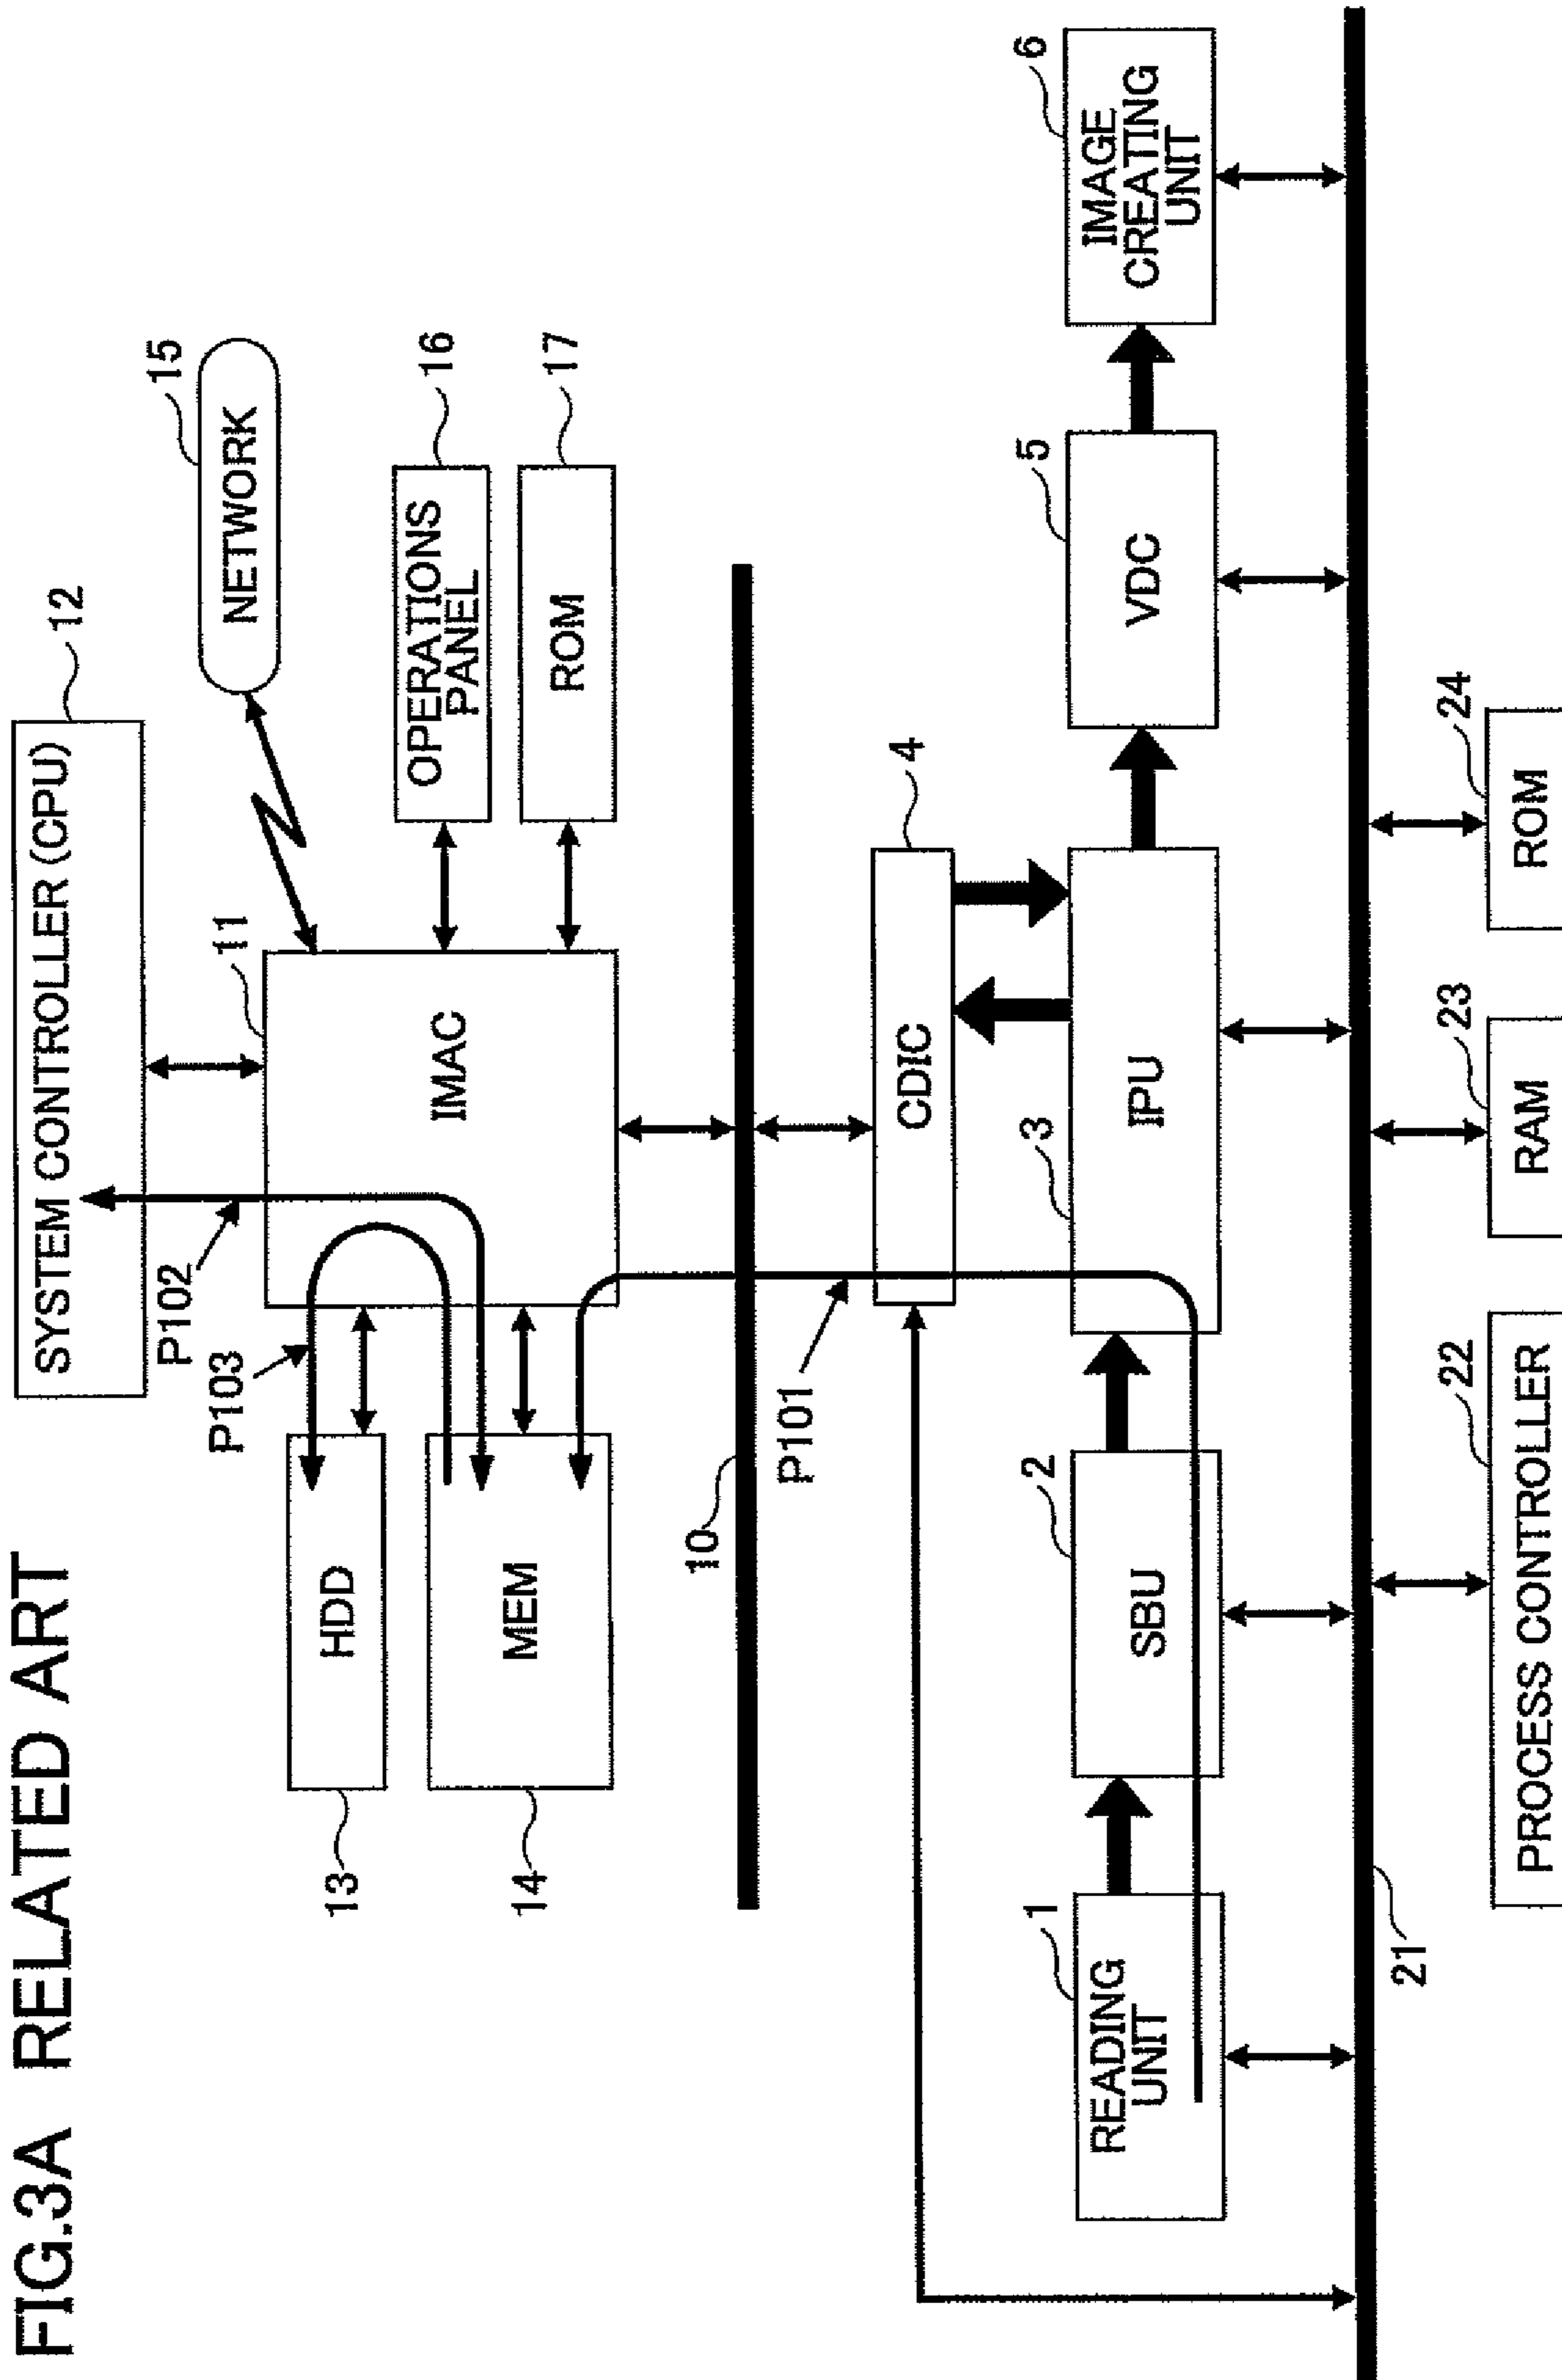 FIG.3A RELATED ART
SYSTEM CONTROLLER (CPU)
12
P102
P103
11
IMAC
15
NETWORK
HDD
13
MEM
14
OPERATIONS
PANEL
16
ROM
17
10
P101
CDIC
4
READING
UNIT
1
SBU
2
IPU
3
VDC
5
IMAGE
CREATING
UNIT
6
21
PROCESS CONTROLLER
22
RAM
23
ROM
24